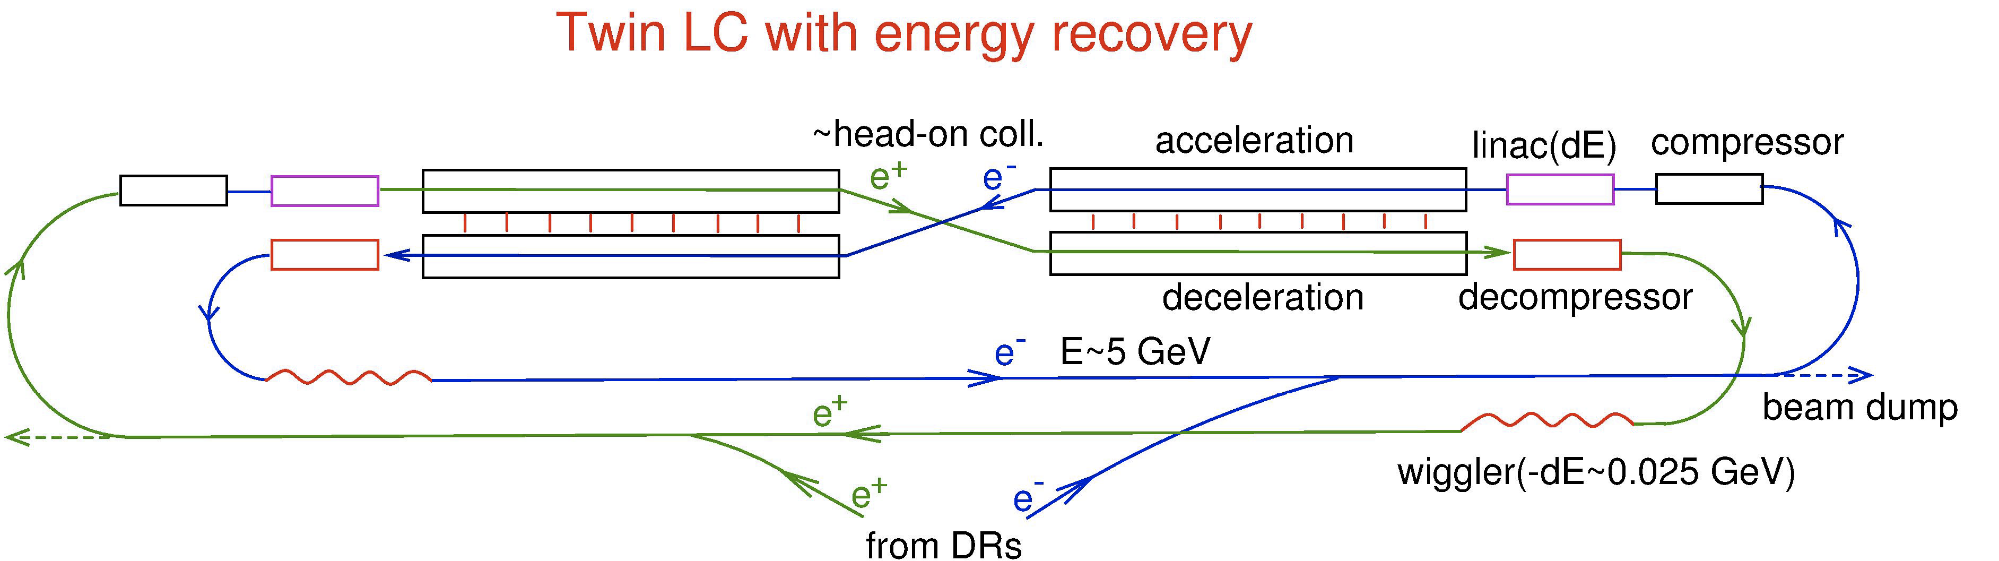 Twin LC with energy recovery
~head-on coll.
acceleration
linac(dE)
compressor
e+
e-
deceleration
decompressor
e-
E~5 GeV
e+
beam dump
wiggler(-dE~0.025 GeV)
e+
e-
from DRs